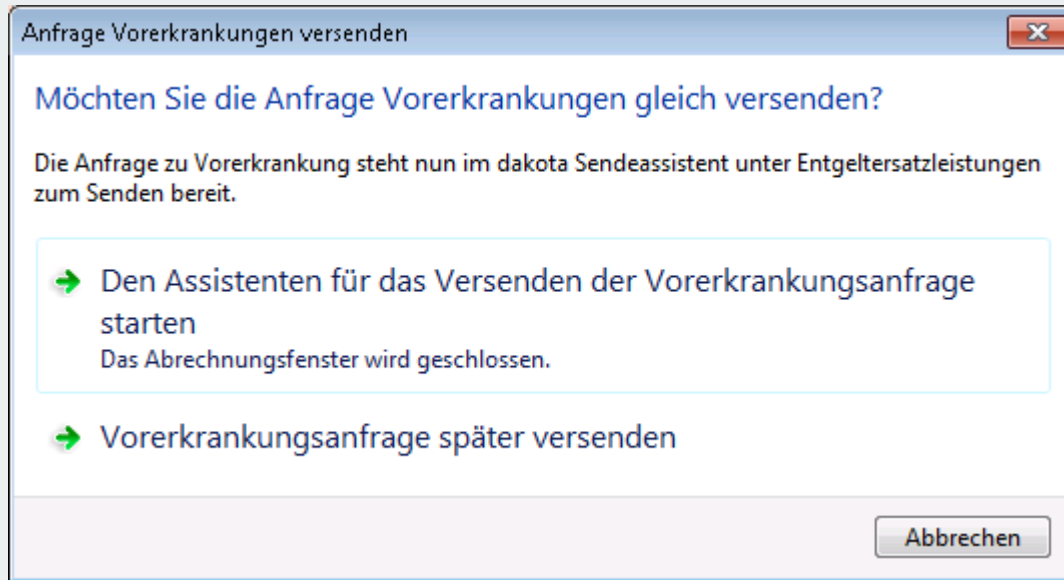 Anfrage Vorerkrankungen versenden
Möchten Sie die Anfrage Vorerkrankungen gleich versenden?
Die Anfrage zu Vorerkrankung steht nun im dakota Sendeassistent unter Entgeltersatzleistungen
zum Senden bereit.
Den Assistenten für das Versenden der Vorerkrankungsanfrage
starten
Das Abrechnungsfenster wird geschlossen.
Vorerkrankungsanfrage später versenden
Abbrechen